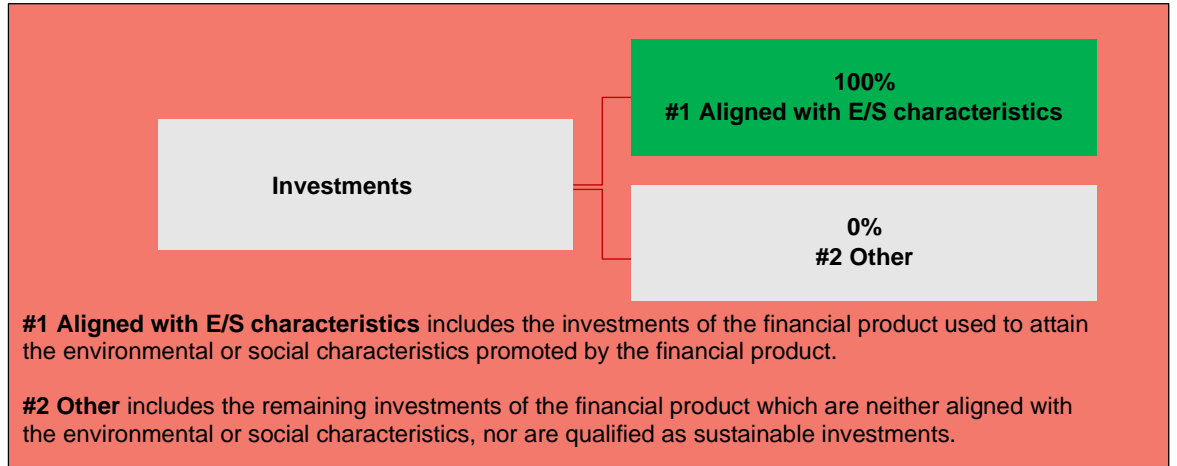 100%
#1 Aligned with E/S characteristics
Investments
0%
#2 Other
#1 Aligned with E/S characteristics includes the investments of the financial product used to attain
the environmental or social characteristics promoted by the financial product.
#2 Other includes the remaining investments of the financial product which are neither aligned with
the environmental or social characteristics, nor are qualified as sustainable investments.